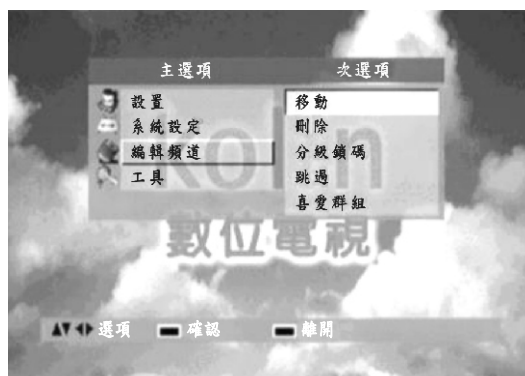 主選項 次選項
設置
系統設定
編輯頻道
工具
移動
刪除
分級鎖碼
跳過
喜愛群組
kolin
數位電視
▲▼◀▶ 選項 確認 離開